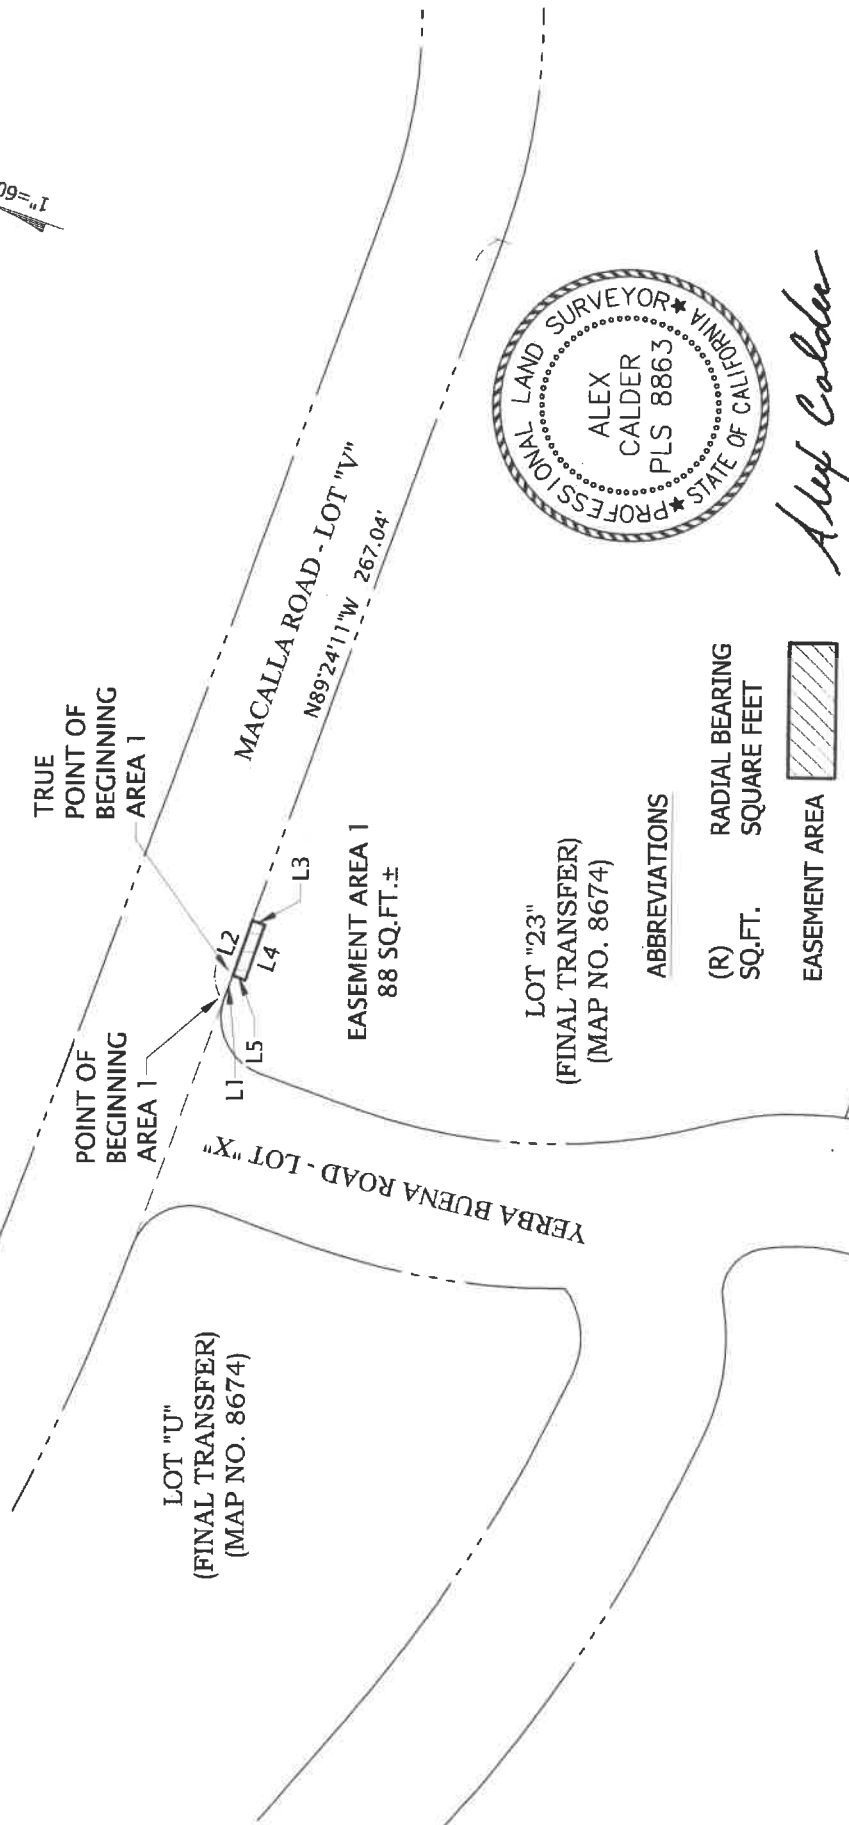 1"=60
TRUE
POINT OF
BEGINNING
AREA 1
POINT OF
BEGINNING
AREA 1
MACALLA ROAD - LOT "V"
N89°24'11"W 267.04'
L1
L2
L3
L4
L5
EASEMENT AREA 1
88 SQ.FT.±
YERBA BUENA ROAD - LOT "X"
LOT "U"
(FINAL TRANSFER)
(MAP NO. 8674)
LOT "23"
(FINAL TRANSFER)
(MAP NO. 8674)
ABBREVIATIONS
(R) RADIAL BEARING
SQ.FT. SQUARE FEET
EASEMENT AREA
PROFESSIONAL LAND SURVEYOR
ALEX
CALDER
PLS 8863
STATE OF CALIFORNIA
Alex Calder